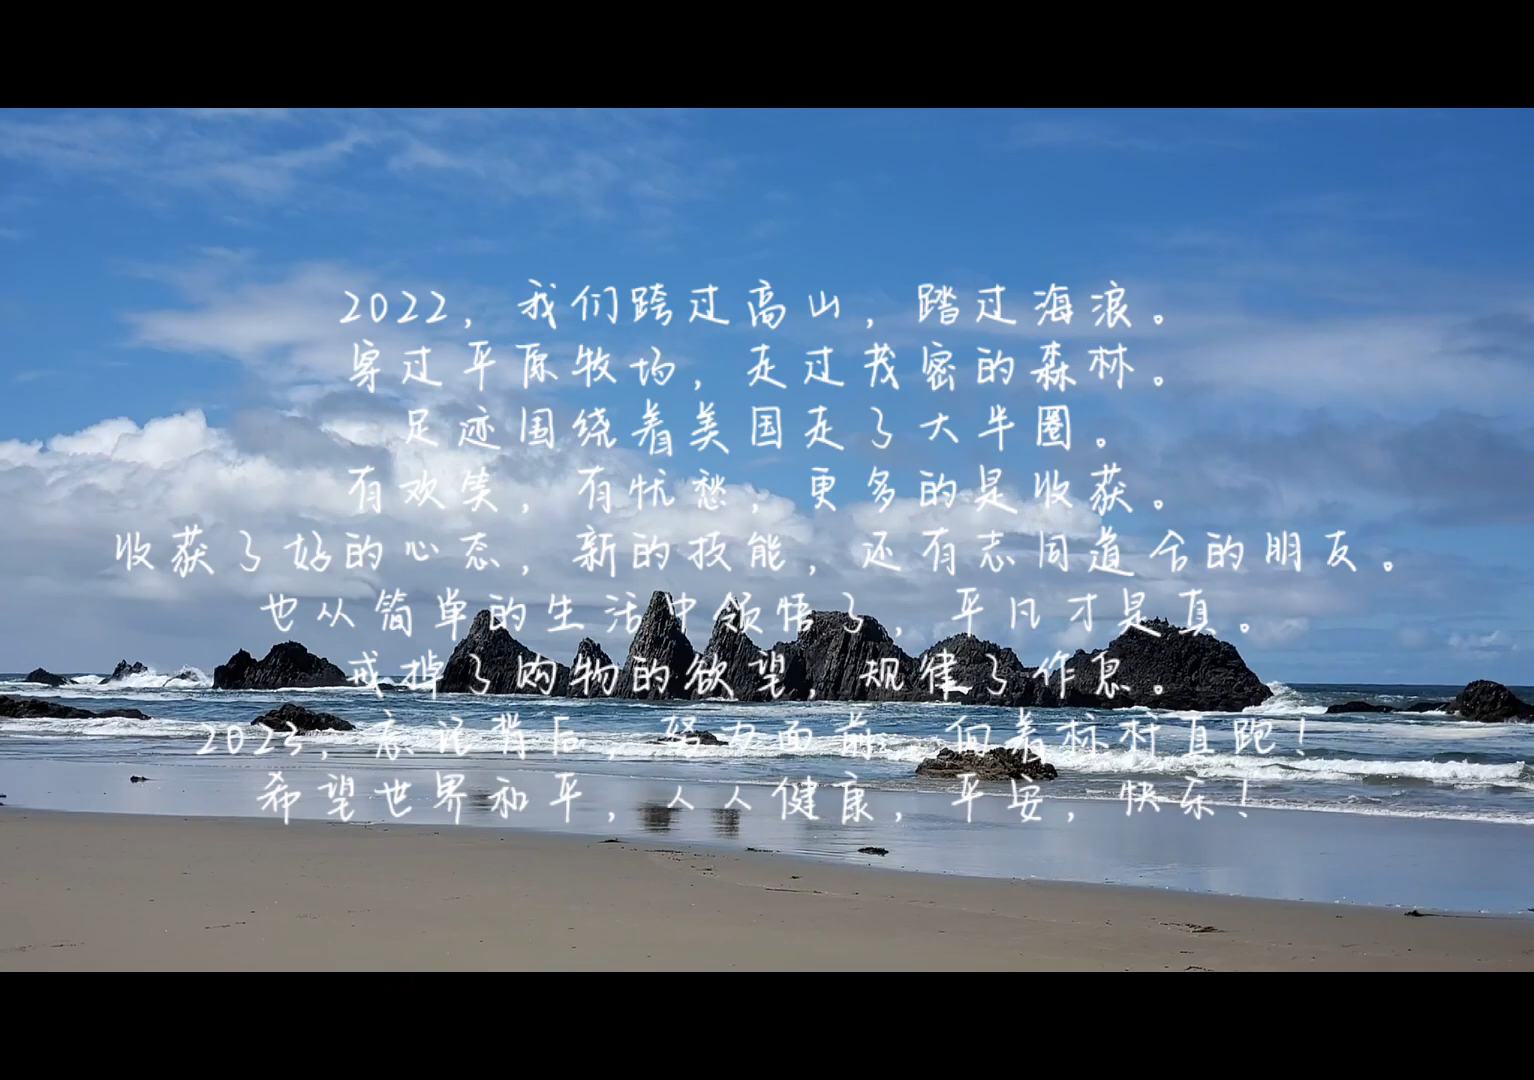 2022，我们跨过高山，踏过海浪。
穿过平原牧场，走过茂密的森林。
足迹围绕着美国走了大半圈。
有欢笑，有忧愁，更多的是收获。
收获了好的心态，新的技能，还有志同道合的朋友。
也从简单的生活中领悟了，平凡才是真。
戒掉了购物的欲望，规律了作息。
2023，忘记背后，努力面前，向着标杆直跑！
希望世界和平，人人健康，平安，快乐！